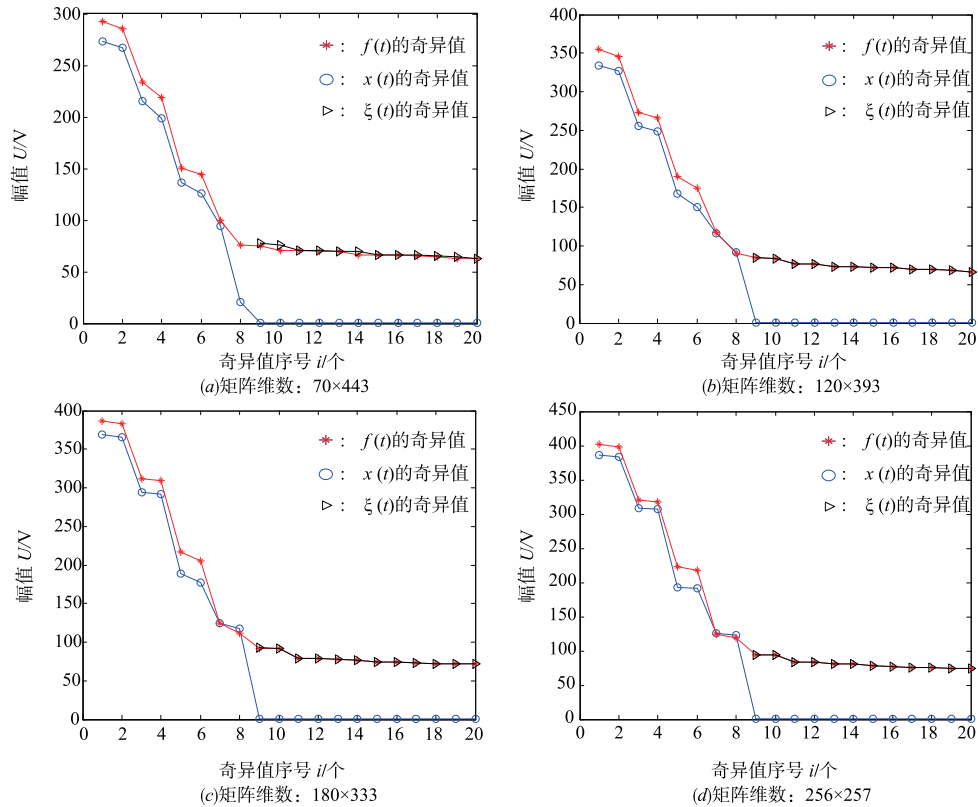 300
250
200
150
100
50
0
幅值 U/V
*： f (t)的奇异值
○： x (t)的奇异值
▷： ξ (t)的奇异值
0 2 4 6 8 10 12 14 16 18 20
奇异值序号 i/个
(a)矩阵维数：70×443
400
350
300
250
200
150
100
50
0
幅值 U/V
*： f (t)的奇异值
○： x (t)的奇异值
▷： ξ (t)的奇异值
0 2 4 6 8 10 12 14 16 18 20
奇异值序号 i/个
(b)矩阵维数：120×393
400
350
300
250
200
150
100
50
0
幅值 U/V
*： f (t)的奇异值
○： x (t)的奇异值
▷： ξ (t)的奇异值
0 2 4 6 8 10 12 14 16 18 20
奇异值序号 i/个
(c)矩阵维数：180×333
450
400
350
300
250
200
150
100
50
0
幅值 U/V
*： f (t)的奇异值
○： x (t)的奇异值
▷： ξ (t)的奇异值
0 2 4 6 8 10 12 14 16 18 20
奇异值序号 i/个
(d)矩阵维数：256×257